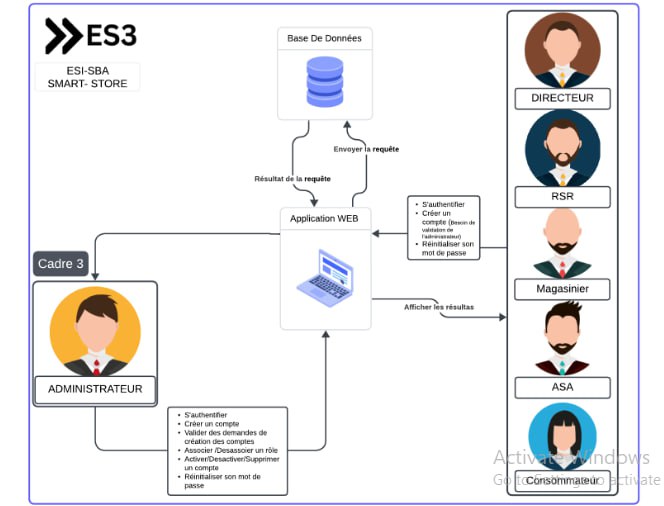 ES3
ESI-SBA
SMART- STORE
Base De Données
DIRECTEUR
RSR
Magasinier
ASA
Consommateur
Envoyer la requête
Résultat de la requête
Application WEB
• S'authentifier
• Créer un
compte (Besoin de
validation de
l'administrateur)
• Réinitialiser son
mot de passe
Afficher les résultas
Cadre 3
ADMINISTRATEUR
• S'authentifier
• Créer un compte
• Valider des demandes de
création des comptes
• Associer /Desassoier un rôle
• Activer/Desactiver/Supprimer
un compte
• Réinitialiser son mot de
passe
Activate Windows
Go to Settings to activate